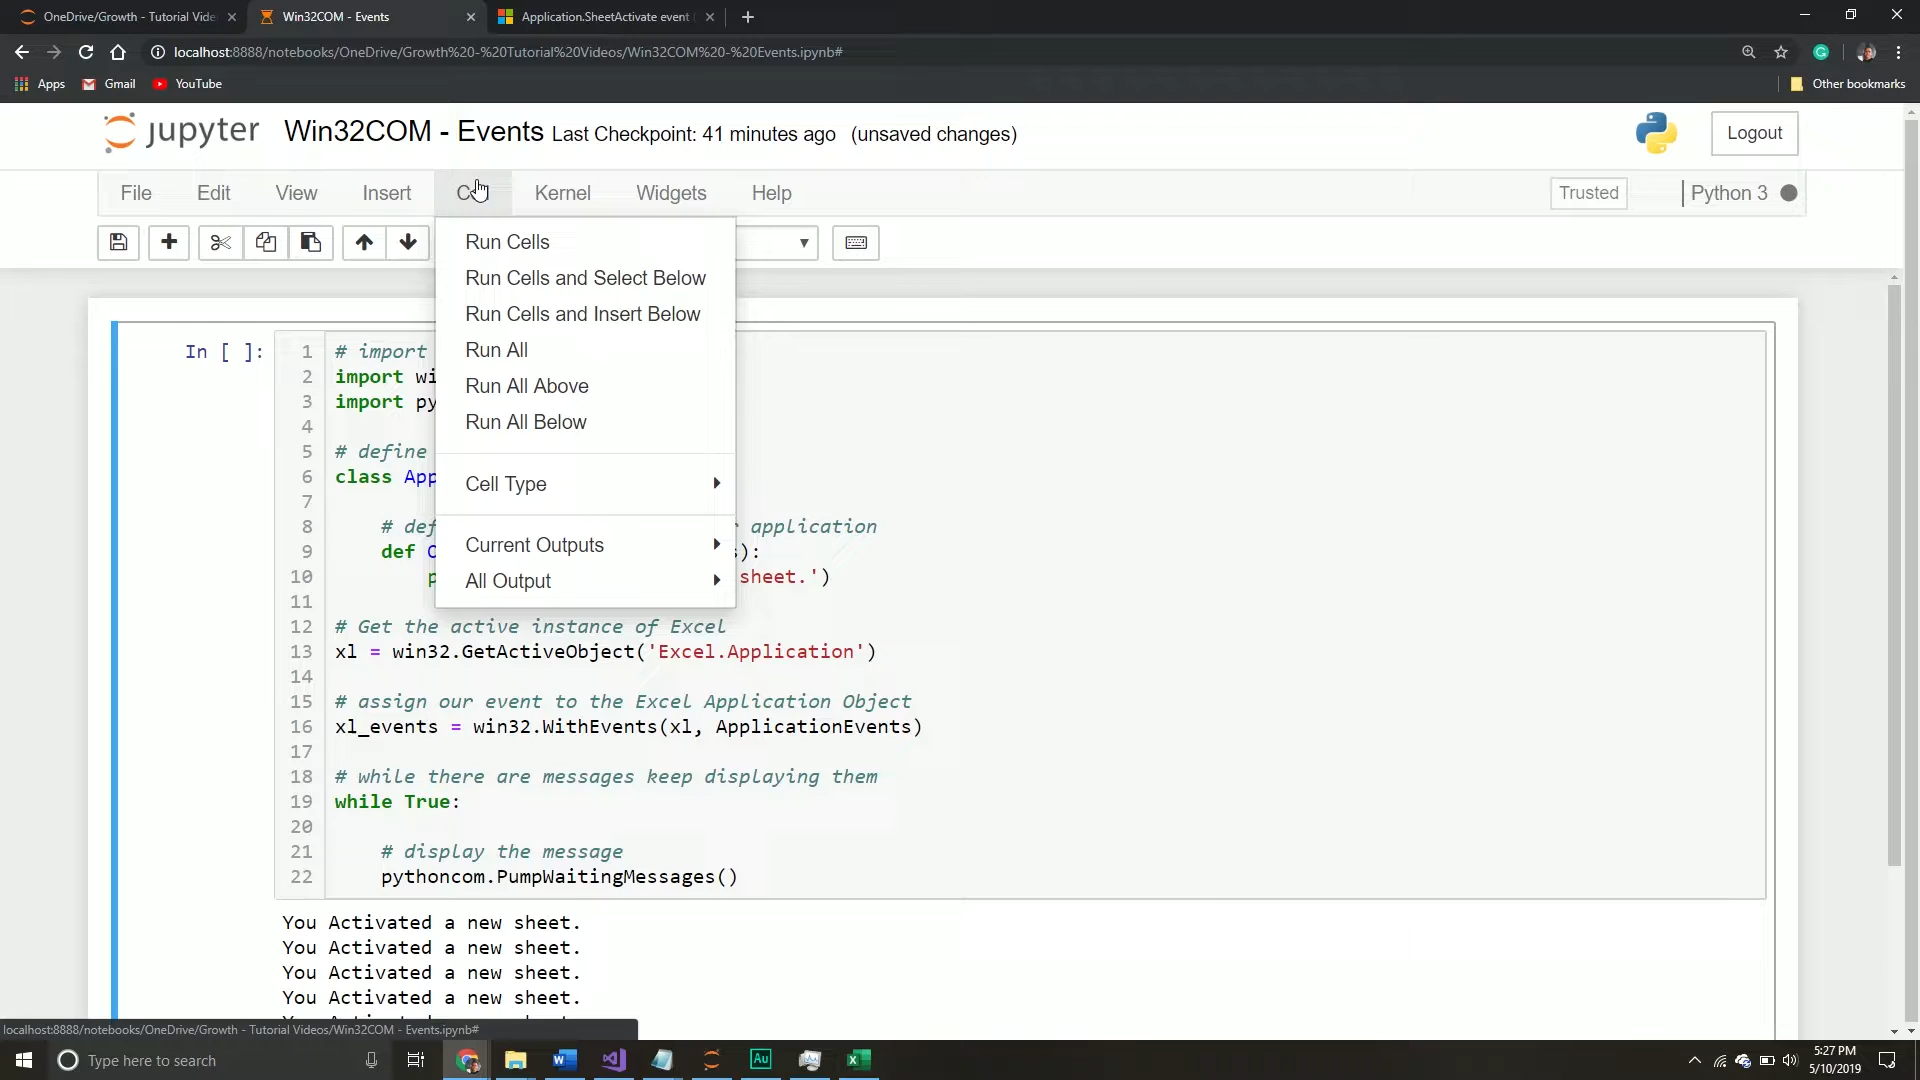 OneDrive/Growth - Tutorial Vide
Win32COM - Events
Application.SheetActivate event
localhost:8888/notebooks/OneDrive/Growth%20-%20Tutorial%20Videos/Win32COM%20-%20Events.ipynb#
Apps
Gmail
YouTube
Other bookmarks
jupyter
Win32COM - Events
Last Checkpoint: 41 minutes ago
(unsaved changes)
Logout
File
Edit
View
Insert
Kernel
Widgets
Help
Trusted
Python 3
Run Cells
Run Cells and Select Below
Run Cells and Insert Below
Run All
Run All Above
Run All Below
Cell Type
Current Outputs
All Output
In [ ]:
1 # import
2 import wi
3 import py
4
5 # define
6 class App
7
8 # def application
9 def ):
10 sheet.')
11
12 # Get the active instance of Excel
13 xl = win32.GetActiveObject('Excel.Application')
14
15 # assign our event to the Excel Application Object
16 xl_events = win32.WithEvents(xl, ApplicationEvents)
17
18 # while there are messages keep displaying them
19 while True:
20
21 # display the message
22 pythoncom.PumpWaitingMessages()
You Activated a new sheet.
You Activated a new sheet.
You Activated a new sheet.
You Activated a new sheet.
localhost:8888/notebooks/OneDrive/Growth - Tutorial Videos/Win32COM - Events.ipynb#
Type here to search
Au
5:27 PM
5/10/2019